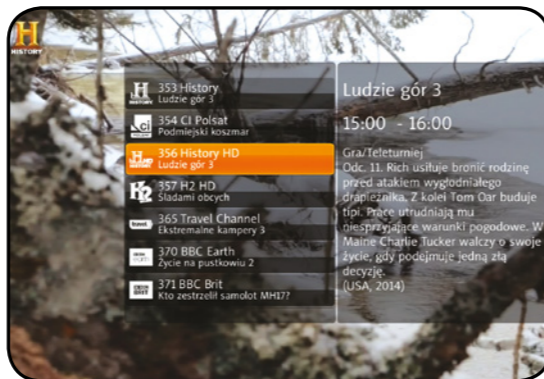 H
HISTORY
353 History
Ludzie gór 3
354 CI Polsat
Podmiejski koszmar
356 History HD
Ludzie gór 3
357 H2 HD
Śladami obcych
365 Travel Channel
Ekstremalne kampery 3
370 BBC Earth
Życie na pustkowiu 2
371 BBC Brit
Kto zestrzelił samolot MH17?
Ludzie gór 3
15:00 - 16:00
Gra/Teleturniej
Odc. 11. Rich usiłuje bronić rodzinę
przed atakiem wygłodniałego
drapieżnika. Z kolei Tom Oar buduje
tipi. Prace utrudniają mu
niesprzyjające warunki pogodowe. W
Maine Charlie Tucker walczy o swoje
życie, gdy podejmuje jedną złą
decyzję.
(USA, 2014)